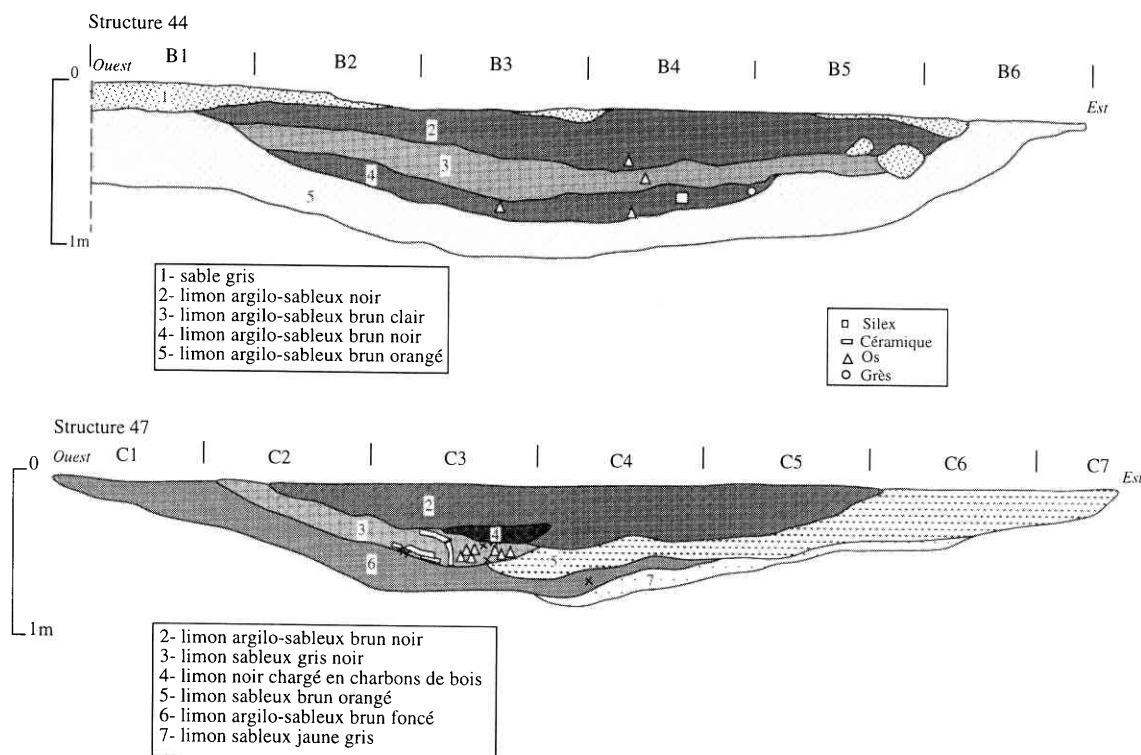 Structure 44
B1 | B2 | B3 | B4 | B5 | B6
Ouest
Est
0
1m
1
2
3
4
5
1- sable gris
2- limon argilo-sableux noir
3- limon argilo-sableux brun clair
4- limon argilo-sableux brun noir
5- limon argilo-sableux brun orangé
Silex
Céramique
Os
Grès
Structure 47
Ouest C1 | C2 | C3 | C4 | C5 | C6 | C7
Est
0
1m
2
3
4
5
6
7
2- limon argilo-sableux brun noir
3- limon sableux gris noir
4- limon noir chargé en charbons de bois
5- limon sableux brun orangé
6- limon argilo-sableux brun foncé
7- limon sableux jaune gris